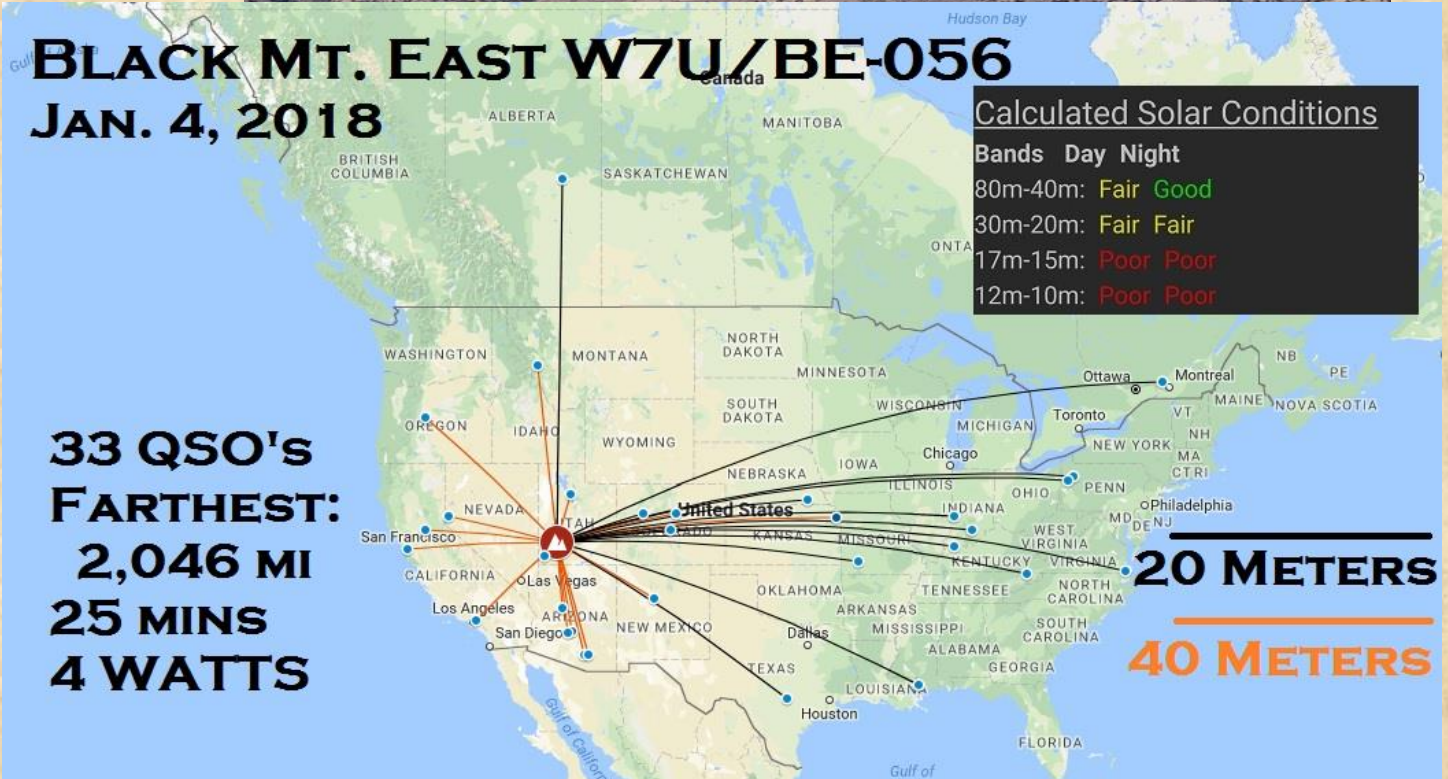 BLACK MT. EAST W7U/BE-056
JAN. 4, 2018
Hudson Bay
Canada
ALBERTA
MANITOBA
BRITISH
COLUMBIA
SASKATCHEWAN
Calculated Solar Conditions
Bands Day Night
80m-40m: Fair Good
30m-20m: Fair Fair
17m-15m: Poor Poor
12m-10m: Poor Poor
ONTA
WASHINGTON
MONTANA
NORTH
DAKOTA
MINNESOTA
Ottawa
Montreal
NB
PE
OREGON
IDAHO
WYOMING
SOUTH
DAKOTA
WISCONSIN
MICHIGAN
Toronto
VT
MAINE
NOVA SCOTIA
NH
NEW YORK
MA
CT RI
Chicago
NEBRASKA
IOWA
ILLINOIS
INDIANA
OHIO
PENN
Philadelphia
MD
DE NJ
NEVADA
UTAH
United States
COLORADO
KANSAS
MISSOURI
WEST
VIRGINIA
KENTUCKY
VIRGINIA
San Francisco
CALIFORNIA
Las Vegas
Los Angeles
San Diego
ARIZONA
NEW MEXICO
OKLAHOMA
ARKANSAS
TENNESSEE
NORTH
CAROLINA
SOUTH
CAROLINA
MISSISSIPPI
ALABAMA
GEORGIA
Dallas
TEXAS
LOUISIANA
Houston
FLORIDA
Gulf of
33 QSO's
FARTHEST:
2,046 MI
25 MINS
4 WATTS
20 METERS
40 METERS